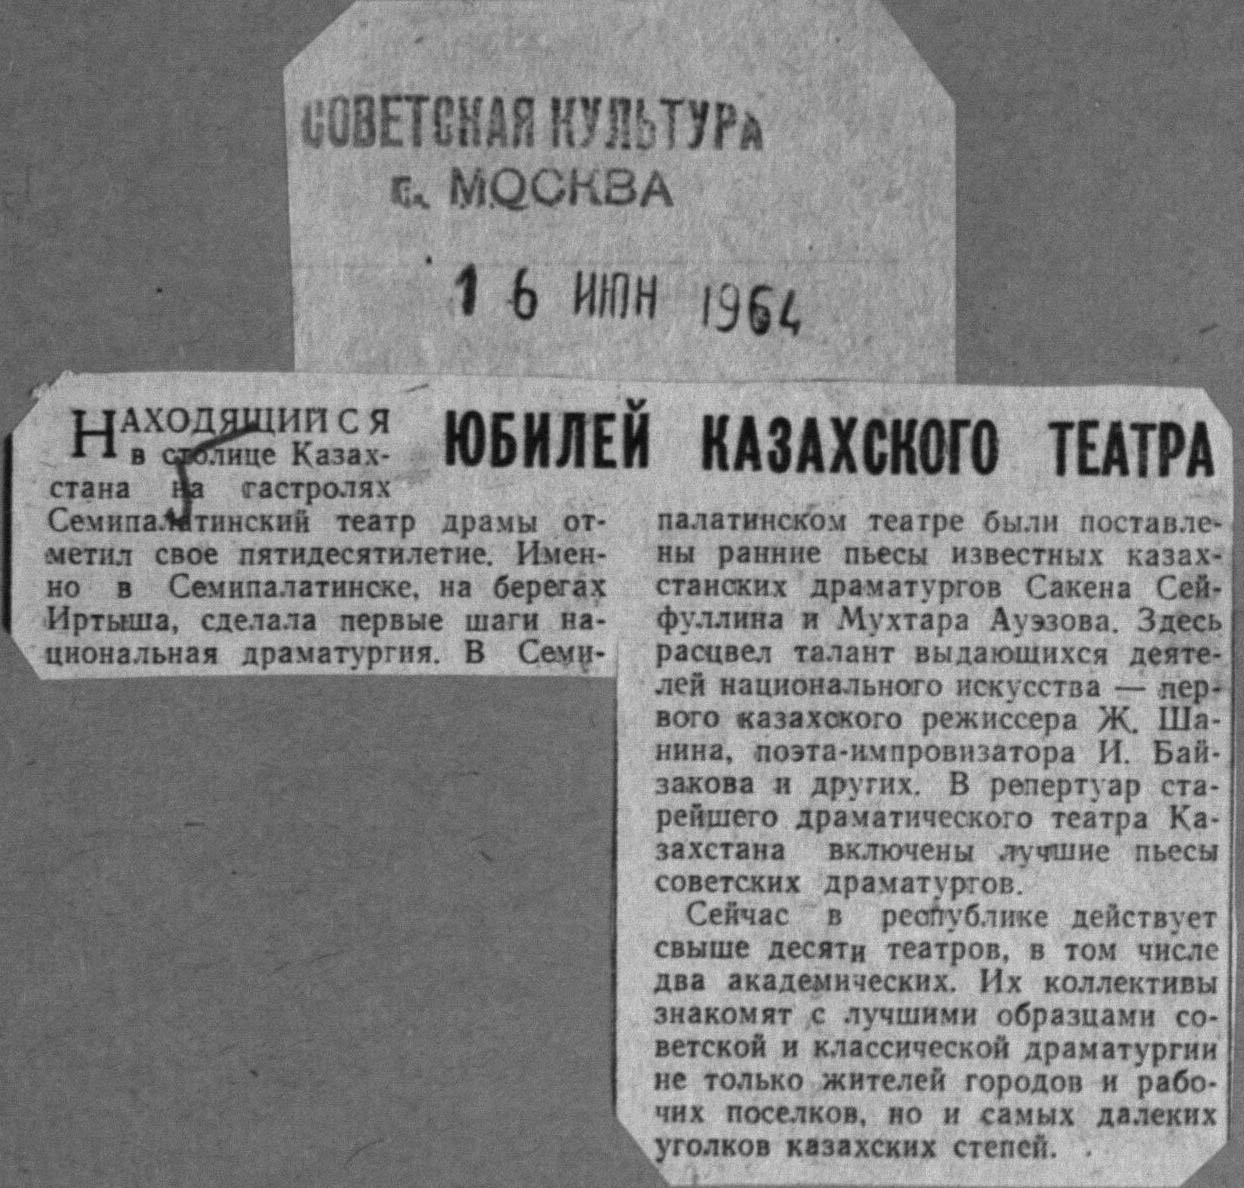 СОВЕТСКАЯ КУЛЬТУРА
г. МОСКВА
16 ИЮН 1964
ЮБИЛЕЙ КАЗАХСКОГО ТЕАТРА
НАХОДЯЩИЙСЯ
в столице Казах-
стана на гастролях
Семипалатинский театр драмы от-
метил свое пятидесятилетие. Имен-
но в Семипалатинске, на берегах
Иртыша, сделала первые шаги на-
циональная драматургия. В Семи-
палатинском театре были поставле-
ны ранние пьесы известных казах-
станских драматургов Сакена Сей-
фуллина и Мухтара Ауэзова. Здесь
расцвел талант выдающихся деяте-
лей национального искусства — пер-
вого казахского режиссера Ж. Ша-
нина, поэта-импровизатора И. Бай-
закова и других. В репертуар ста-
рейшего драматического театра Ка-
захстана включены лучшие пьесы
советских драматургов.
Сейчас в республике действует
свыше десяти театров, в том числе
два академических. Их коллективы
знакомят с лучшими образцами со-
ветской и классической драматургии
не только жителей городов и рабо-
чих поселков, но и самых далеких
уголков казахских степей.